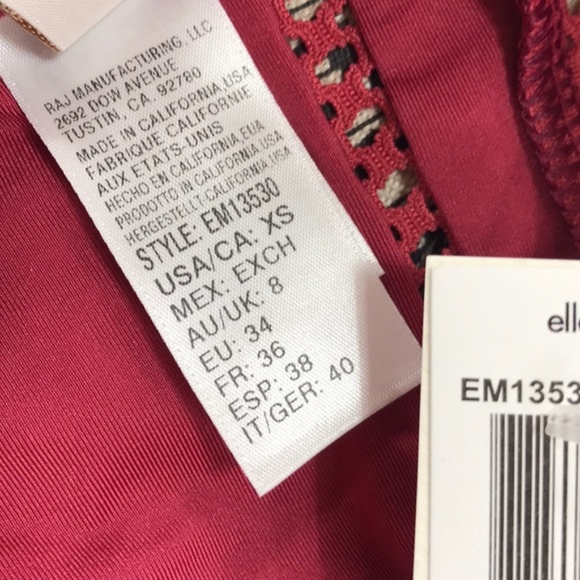 RAJ MANUFACTURING, LLC
2692 DOW AVENUE
TUSTIN, CA. 92780
MADE IN CALIFORNIA,USA
FABRIQUE CALIFORNIE
AUX ETATS-UNIS
HECHO EN CALIFORNIA,EUA
PRODOTTO IN CALIFORNIA USA
HERGESTELLT-CALIFORNIA,USA
STYLE: EM13530
USA/CA: XS
MEX: EXCH
AU/UK: 8
EU: 34
FR: 36
ESP: 38
IT/GER: 40
elle
EM1353